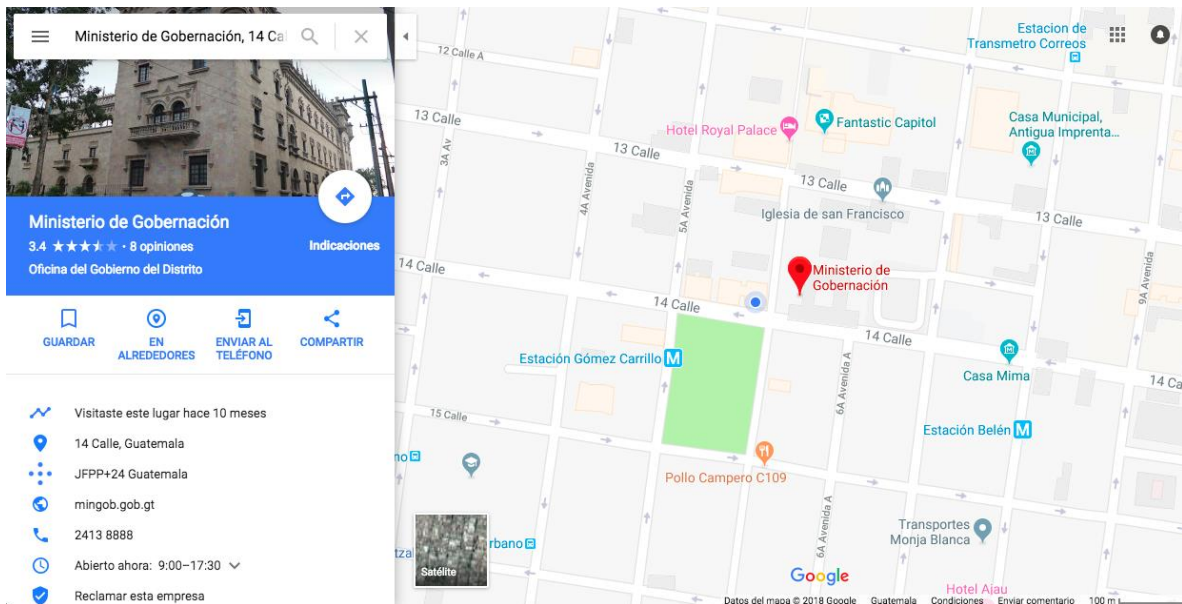 Ministerio de Gobernación, 14 Cal
Ministerio de Gobernación
3.4 · 8 opiniones
Indicaciones
Oficina del Gobierno del Distrito
GUARDAR
EN ALREDEDORES
ENVIAR AL TELÉFONO
COMPARTIR
Visitaste este lugar hace 10 meses
14 Calle, Guatemala
JFPP+24 Guatemala
mingob.gob.gt
2413 8888
Abierto ahora: 9:00–17:30
Reclamar esta empresa
12 Calle A
Estacion de
Transmetro Correos
13 Calle
3A Av
Hotel Royal Palace
Fantastic Capitol
Casa Municipal,
Antigua Imprenta...
13 Calle
4A Avenida
5A Avenida
13 Calle
Iglesia de san Francisco
13 Calle
9A Avenida
14 Calle
Ministerio de
Gobernación
14 Calle
14 Calle
Estación Gómez Carrillo
M
6A Avenida A
Casa Mima
14 Ca
15 Calle
Estación Belén
M
no
Pollo Campero C109
6A Avenida A
Transportes
Monja Blanca
Satélite
tza
rbano
Google
Hotel Ajau
Datos del mapa © 2018 Google
Guatemala
Condiciones
Enviar comentario
100 m